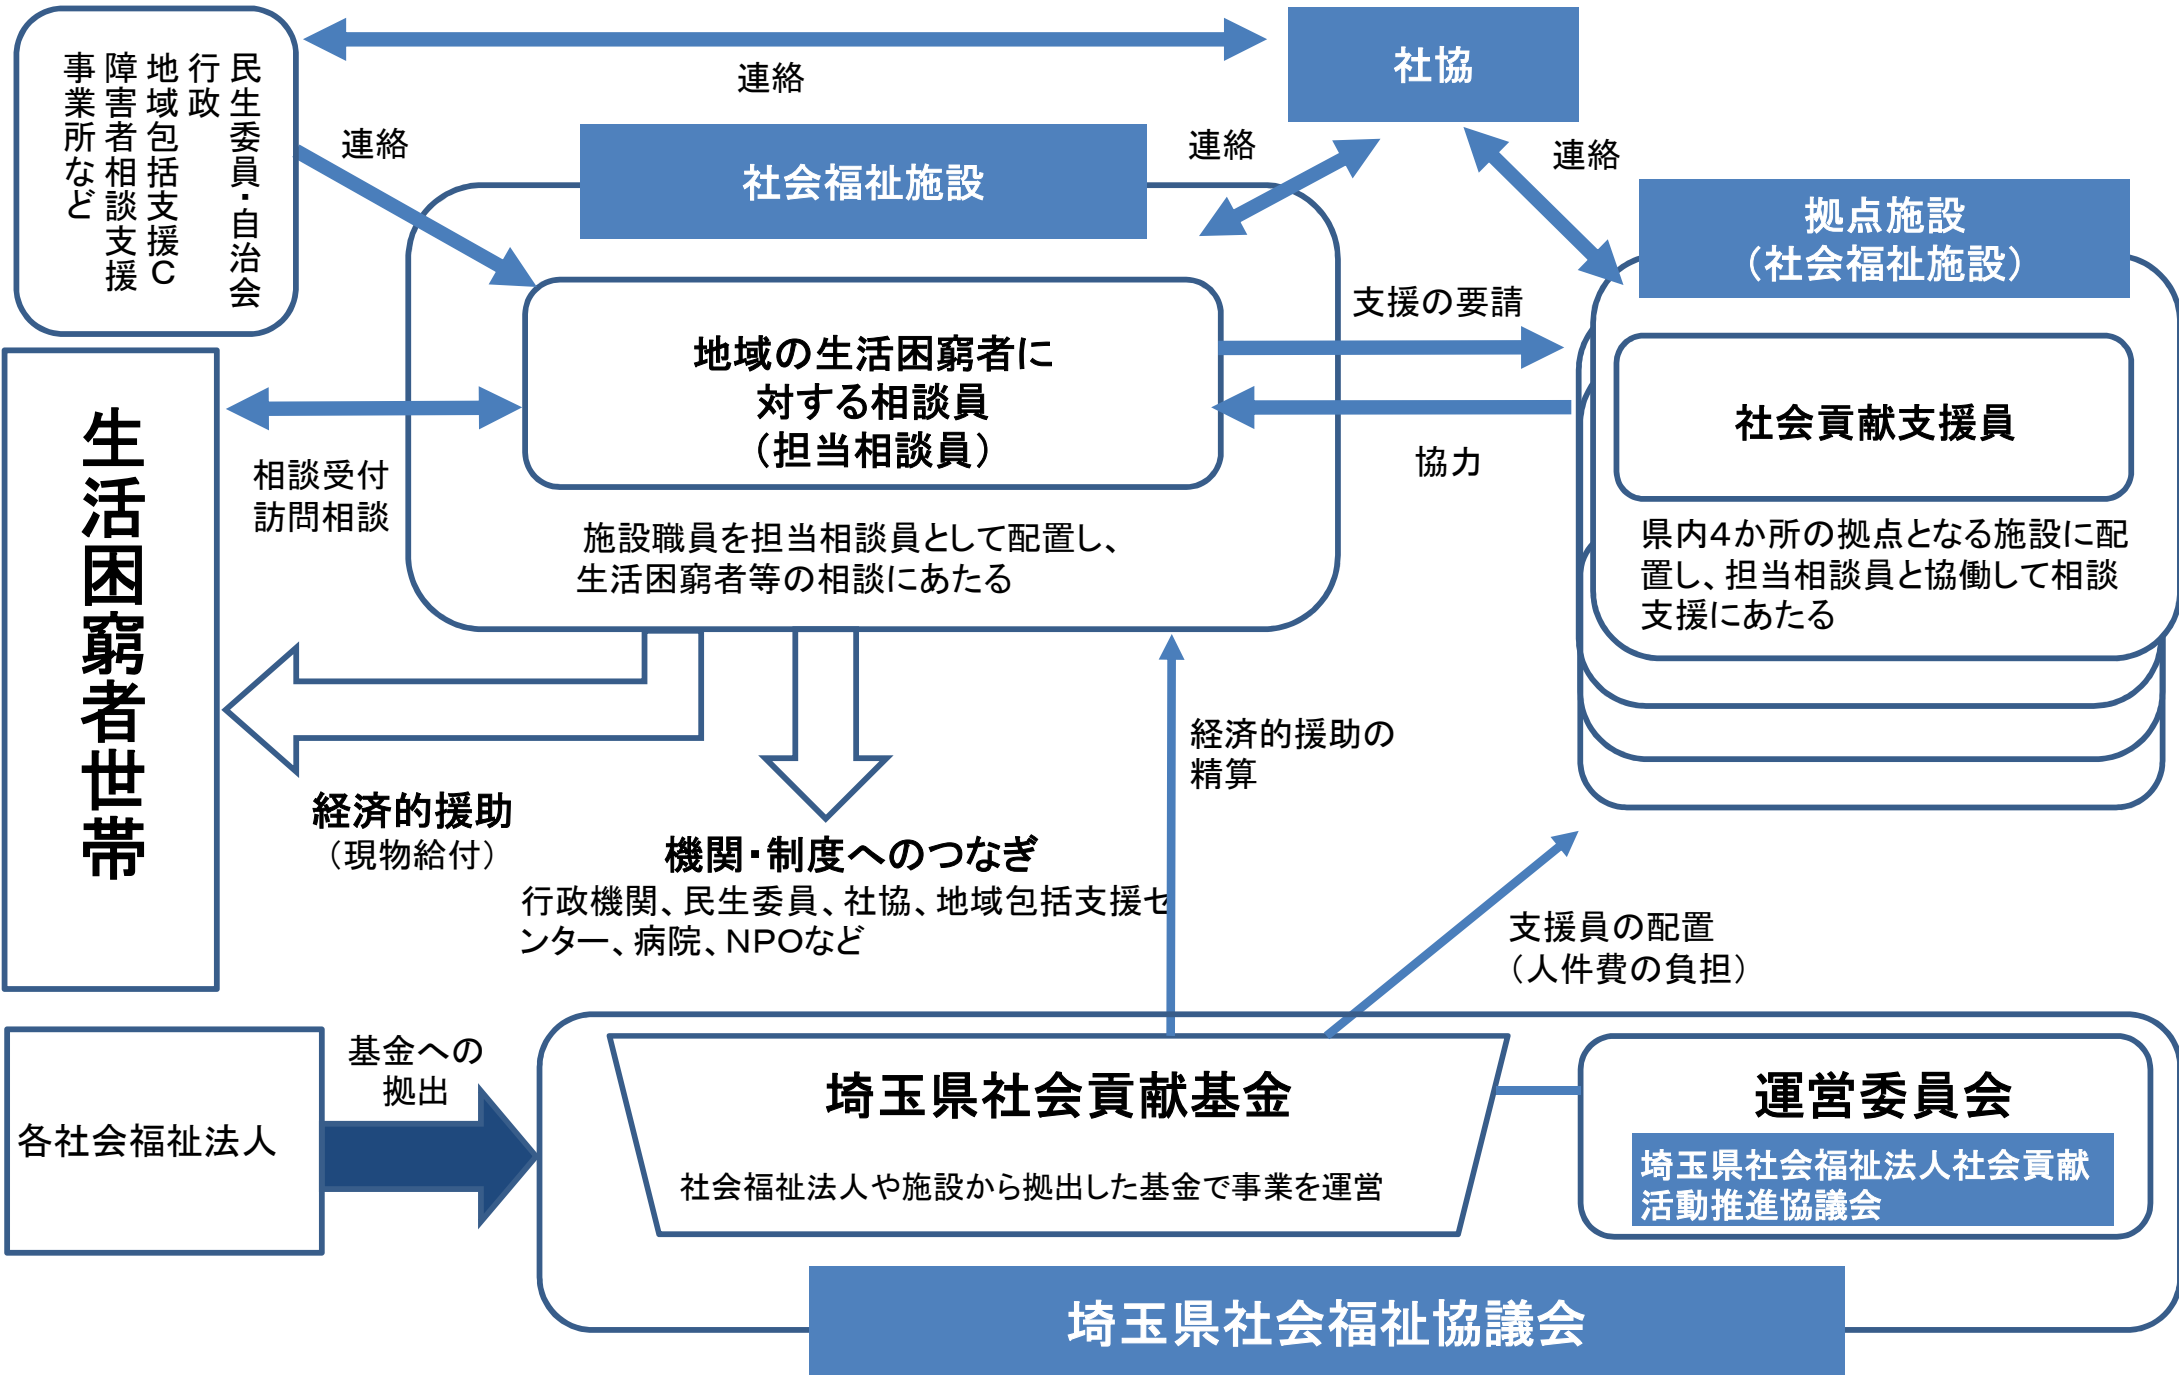 民生委員・自治会
行政
地域包括支援C
障害者相談支援
事業所など
連絡
社協
連絡
社会福祉施設
連絡
連絡
拠点施設
（社会福祉施設）
地域の生活困窮者に
対する相談員
（担当相談員）
支援の要請
協力
社会貢献支援員
生活困窮者世帯
相談受付
訪問相談
施設職員を担当相談員として配置し、
生活困窮者等の相談にあたる
県内４か所の拠点となる施設に配
置し、担当相談員と協働して相談
支援にあたる
経済的援助
（現物給付）
機関・制度へのつなぎ
行政機関、民生委員、社協、地域包括支援セ
ンター、病院、NPOなど
経済的援助の
精算
支援員の配置
（人件費の負担）
各社会福祉法人
基金への
拠出
埼玉県社会貢献基金
社会福祉法人や施設から拠出した基金で事業を運営
運営委員会
埼玉県社会福祉法人社会貢献
活動推進協議会
埼玉県社会福祉協議会